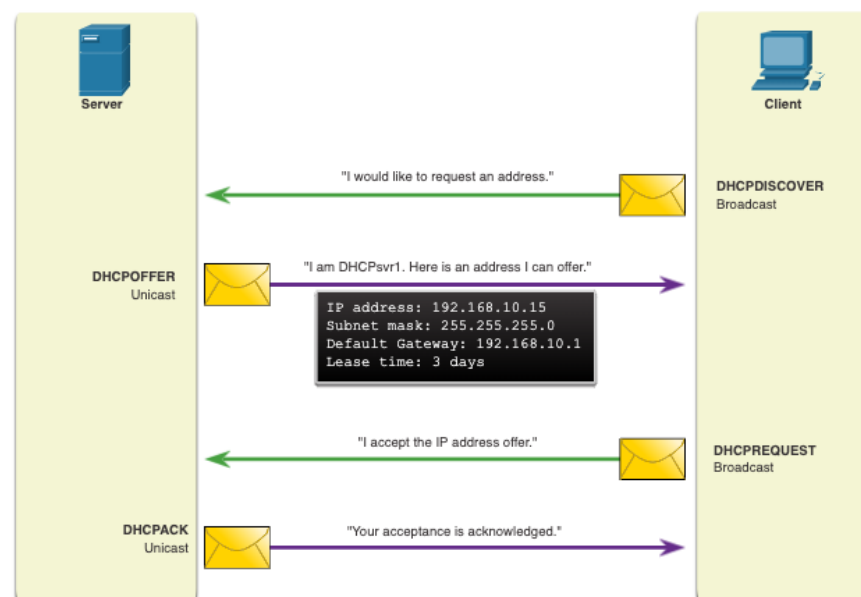 Server
Client
"I would like to request an address."
DHCPDISCOVER
Broadcast
DHCPOFFER
Unicast
"I am DHCPsvr1. Here is an address I can offer."
IP address: 192.168.10.15
Subnet mask: 255.255.255.0
Default Gateway: 192.168.10.1
Lease time: 3 days
"I accept the IP address offer."
DHCPREQUEST
Broadcast
DHCPACK
Unicast
"Your acceptance is acknowledged."